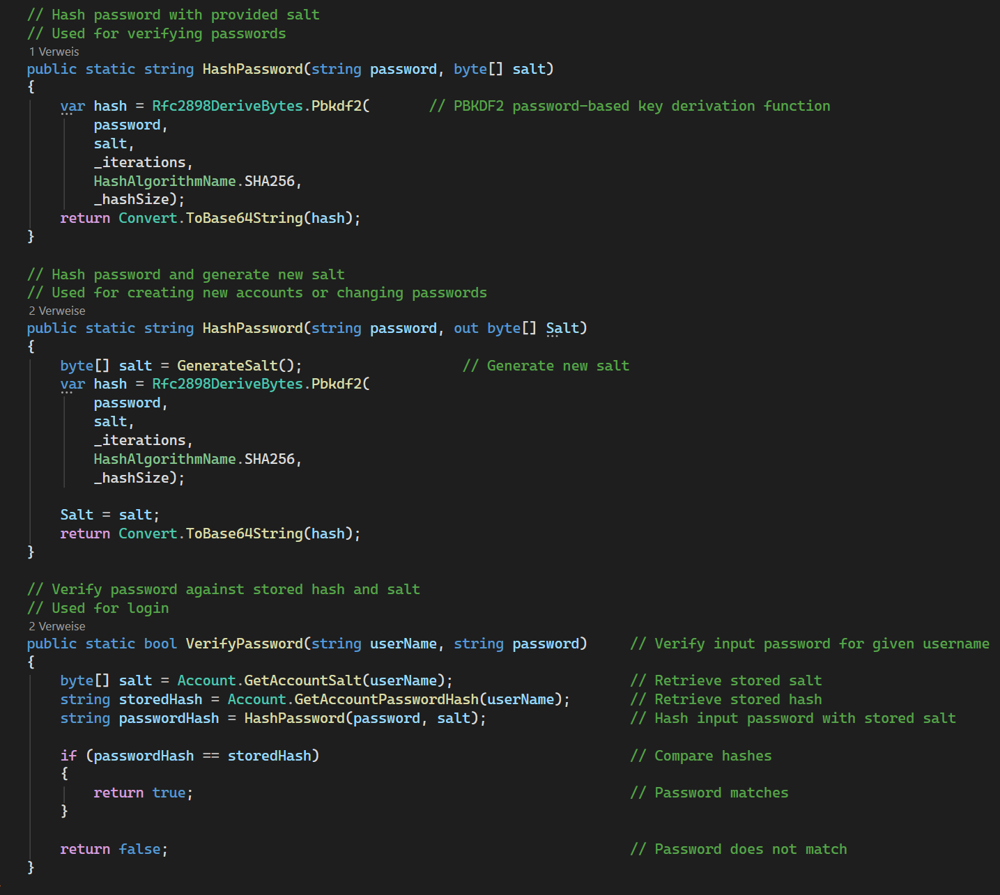 // Hash password with provided salt
// Used for verifying passwords
1 Verweis
public static string HashPassword(string password, byte[] salt)
{
var hash = Rfc2898DeriveBytes.Pbkdf2( // PBKDF2 password-based key derivation function
password,
salt,
_iterations,
HashAlgorithmName.SHA256,
_hashSize);
return Convert.ToBase64String(hash);
}
// Hash password and generate new salt
// Used for creating new accounts or changing passwords
2 Verweise
public static string HashPassword(string password, out byte[] Salt)
{
byte[] salt = GenerateSalt(); // Generate new salt
var hash = Rfc2898DeriveBytes.Pbkdf2(
password,
salt,
_iterations,
HashAlgorithmName.SHA256,
_hashSize);
Salt = salt;
return Convert.ToBase64String(hash);
}
// Verify password against stored hash and salt
// Used for login
2 Verweise
public static bool VerifyPassword(string userName, string password) // Verify input password for given username
{
byte[] salt = Account.GetAccountSalt(userName); // Retrieve stored salt
string storedHash = Account.GetAccountPasswordHash(userName); // Retrieve stored hash
string passwordHash = HashPassword(password, salt); // Hash input password with stored salt
if (passwordHash == storedHash) // Compare hashes
{
return true; // Password matches
}
return false; // Password does not match
}